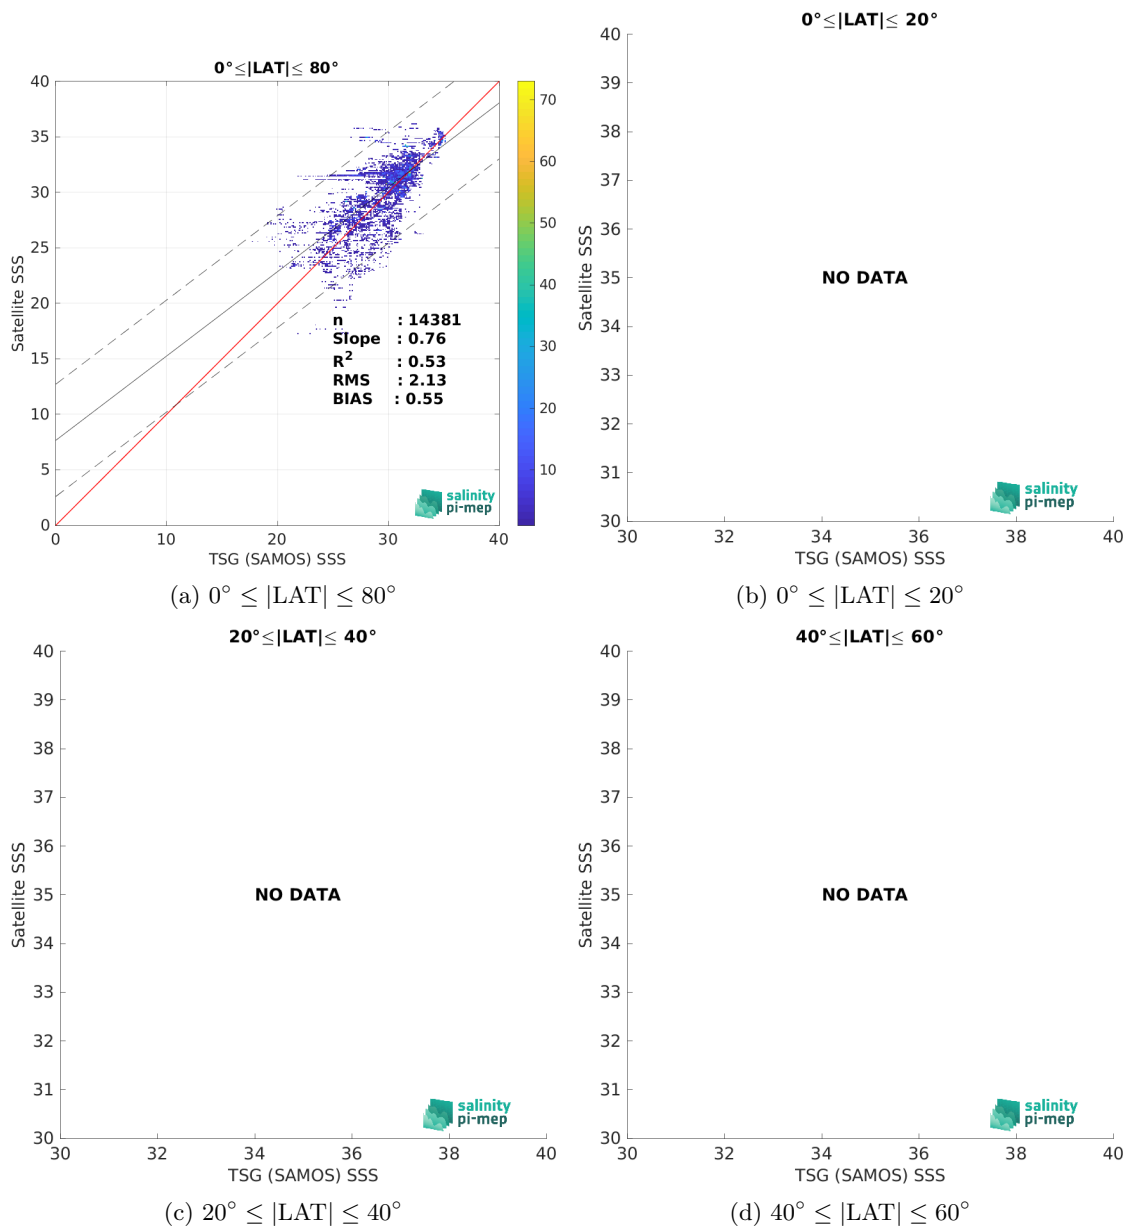 0°≤|LAT|≤ 80°
40
35
30
25
20
15
10
5
0
0
10
20
30
40
Satellite SSS
TSG (SAMOS) SSS
n : 14381
Slope : 0.76
R² : 0.53
RMS : 2.13
BIAS : 0.55
salinity
pi-mep
70
60
50
40
30
20
10
(a) 0° ≤ |LAT| ≤ 80°
0°≤|LAT|≤ 20°
40
39
38
37
36
35
34
33
32
31
30
30
32
34
36
38
40
Satellite SSS
NO DATA
salinity
pi-mep
TSG (SAMOS) SSS
(b) 0° ≤ |LAT| ≤ 20°
20°≤|LAT|≤ 40°
40
39
38
37
36
35
34
33
32
31
30
30
32
34
36
38
40
Satellite SSS
NO DATA
salinity
pi-mep
TSG (SAMOS) SSS
(c) 20° ≤ |LAT| ≤ 40°
40°≤|LAT|≤ 60°
40
39
38
37
36
35
34
33
32
31
30
30
32
34
36
38
40
Satellite SSS
NO DATA
salinity
pi-mep
TSG (SAMOS) SSS
(d) 40° ≤ |LAT| ≤ 60°